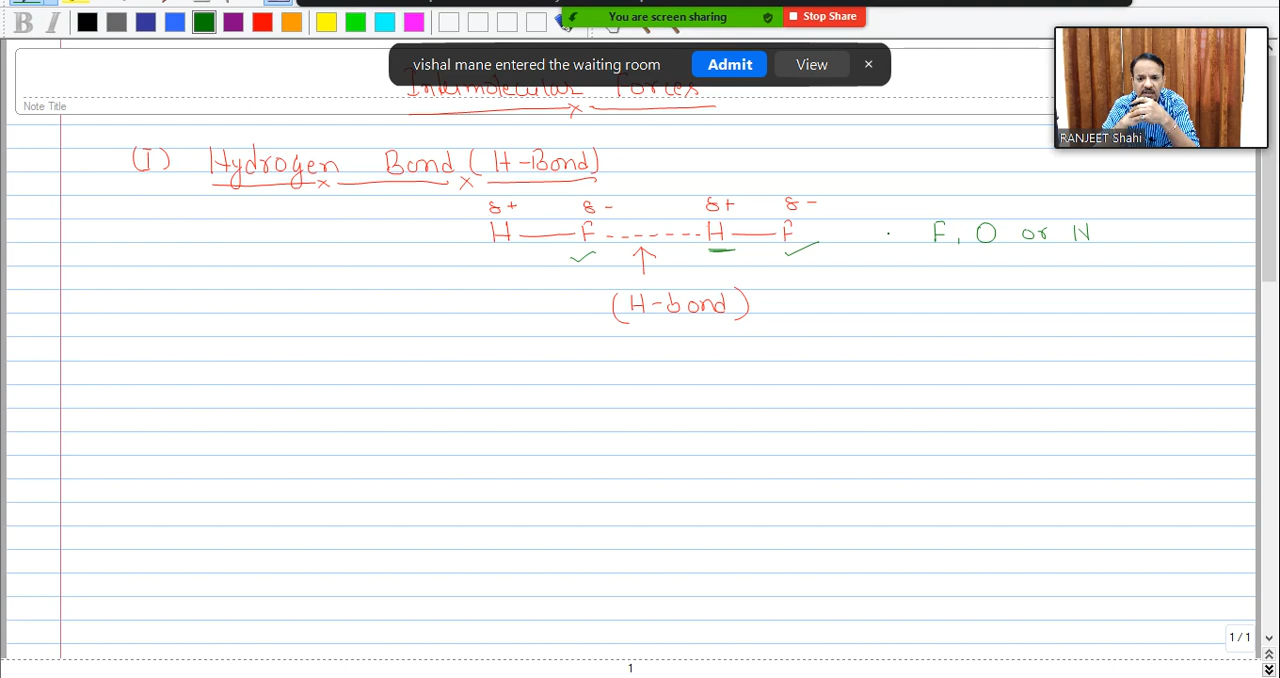 B I
You are screen sharing
Stop Share
vishal mane entered the waiting room
Admit
View
×
Intermolecular Forces
Note Title
RANJEET Shahi
(I) Hydrogen Bond (H-Bond)
δ+ δ- δ+ δ-
H—F-----H—F
F, O or N
(H-bond)
1/1
1